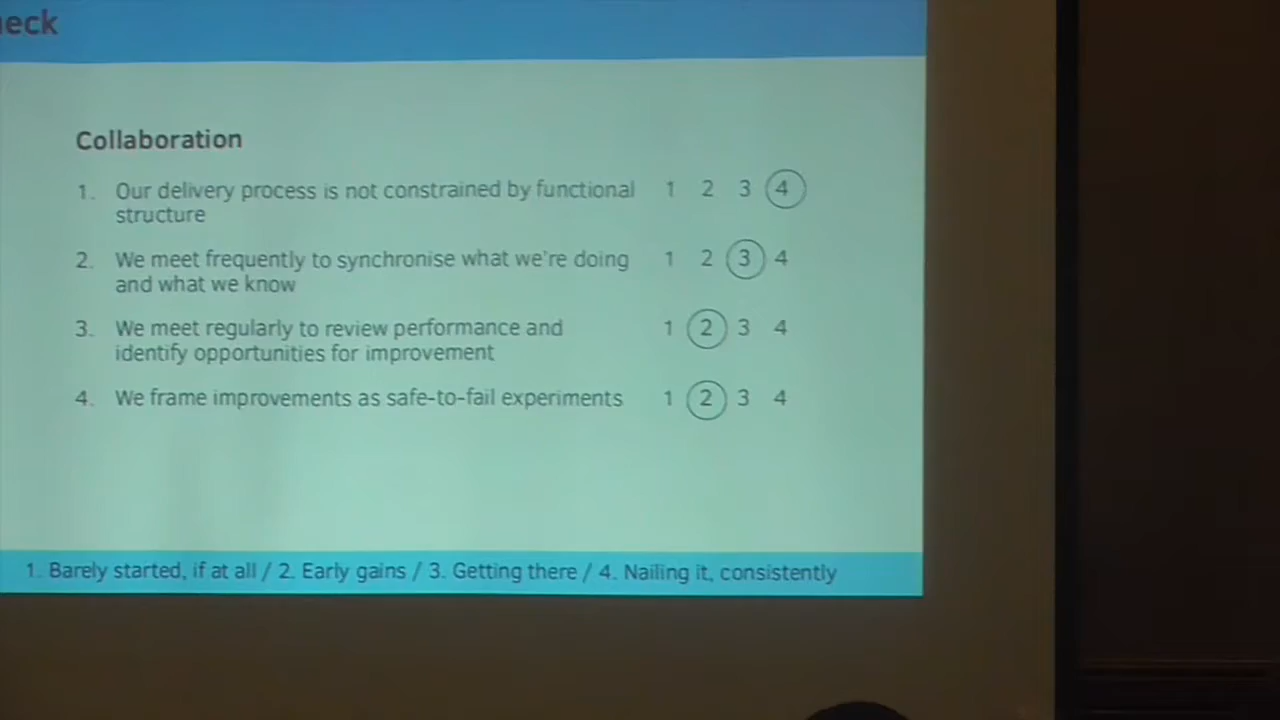 Collaboration
1. Our delivery process is not constrained by functional 1 2 3 4
structure
2. We meet frequently to synchronise what we're doing 1 2 3 4
and what we know
3. We meet regularly to review performance and 1 2 3 4
identify opportunities for improvement
4. We frame improvements as safe-to-fail experiments 1 2 3 4
1. Barely started, if at all / 2. Early gains / 3. Getting there / 4. Nailing it, consistently